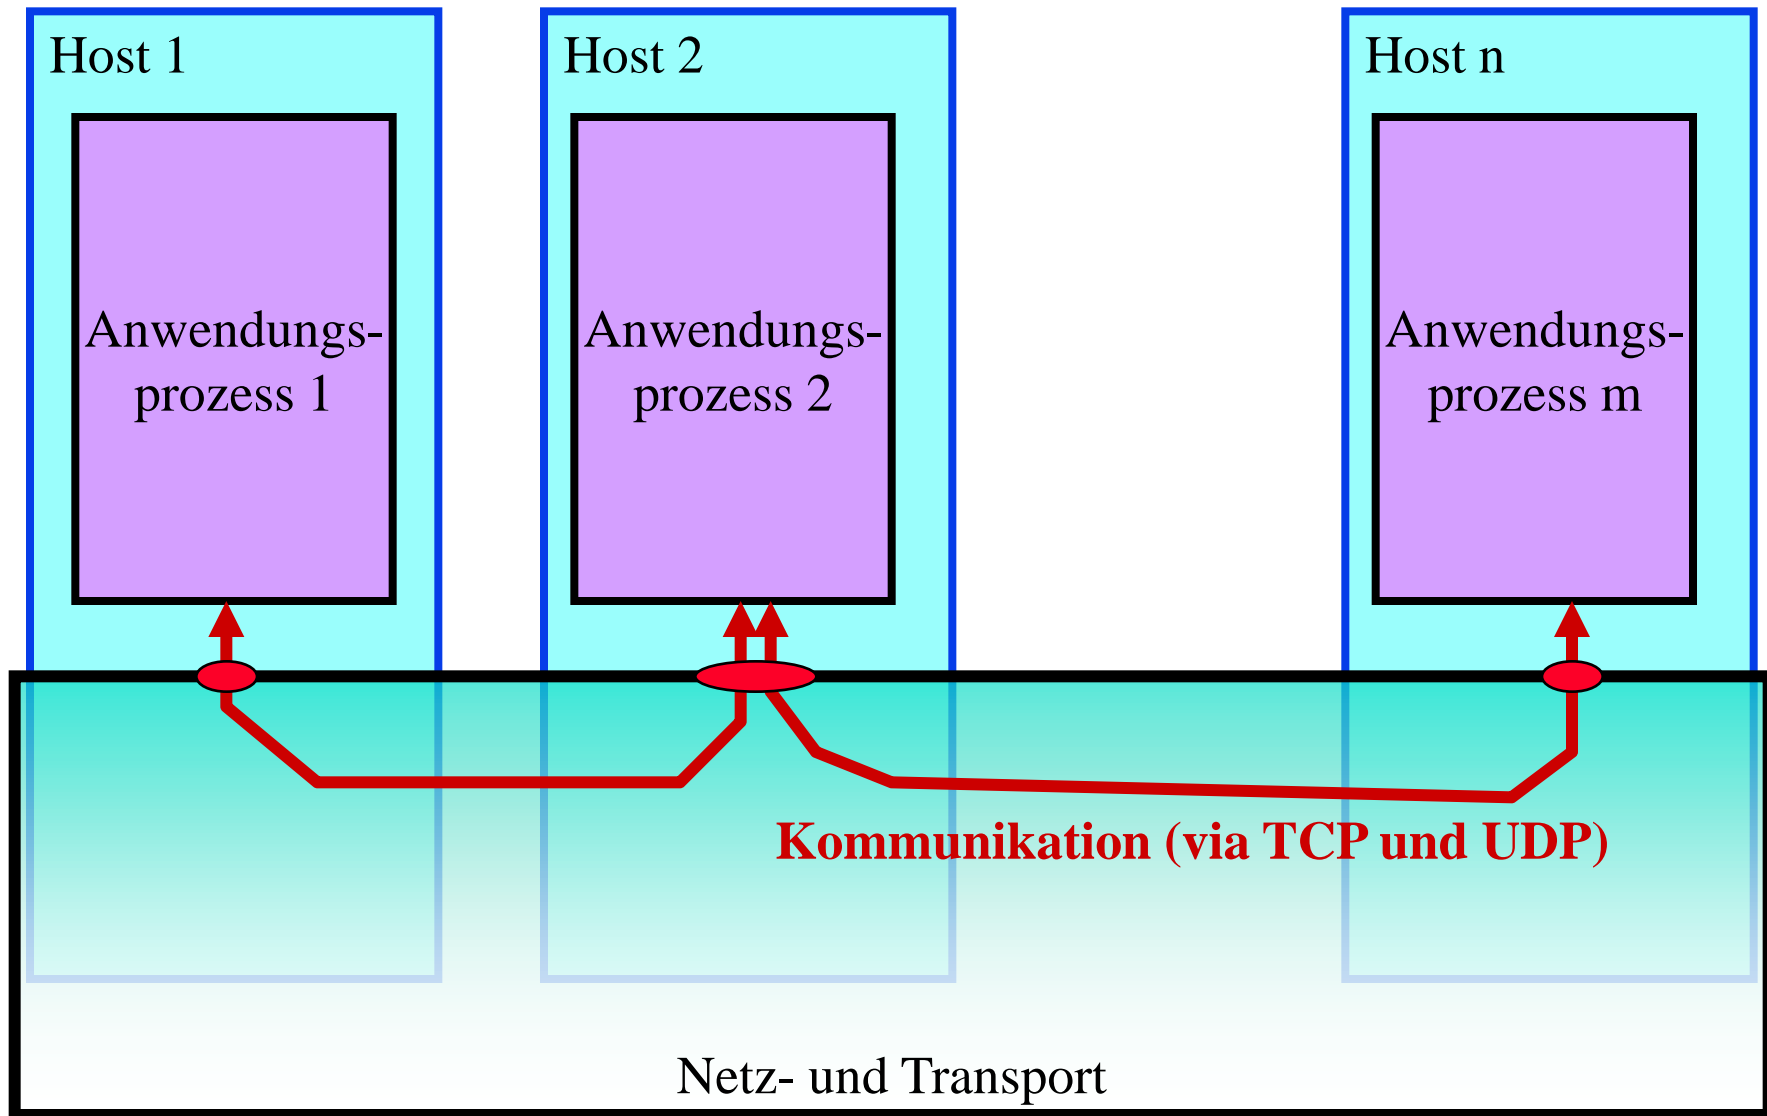 Host 1
Host 2
Host n
Anwendungs-
prozess 1
Anwendungs-
prozess 2
Anwendungs-
prozess m
Kommunikation (via TCP und UDP)
Netz- und Transport